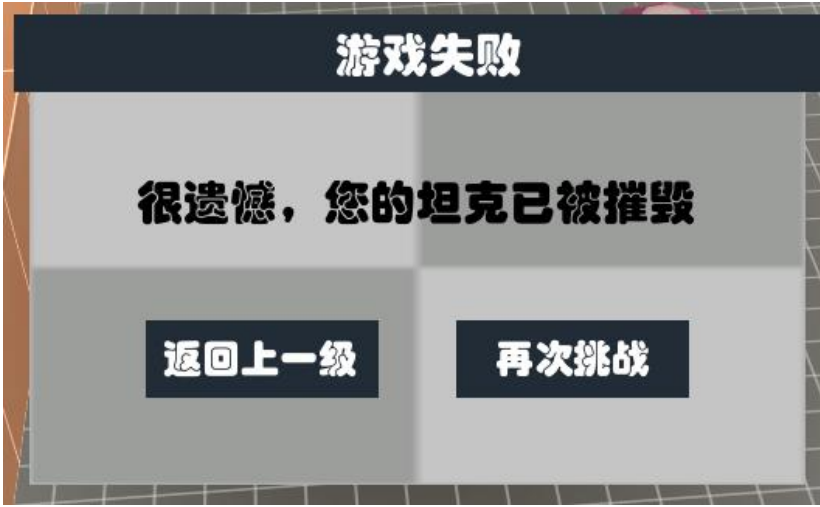 游戏失败
很遗憾，您的坦克已被摧毁
返回上一级
再次挑战